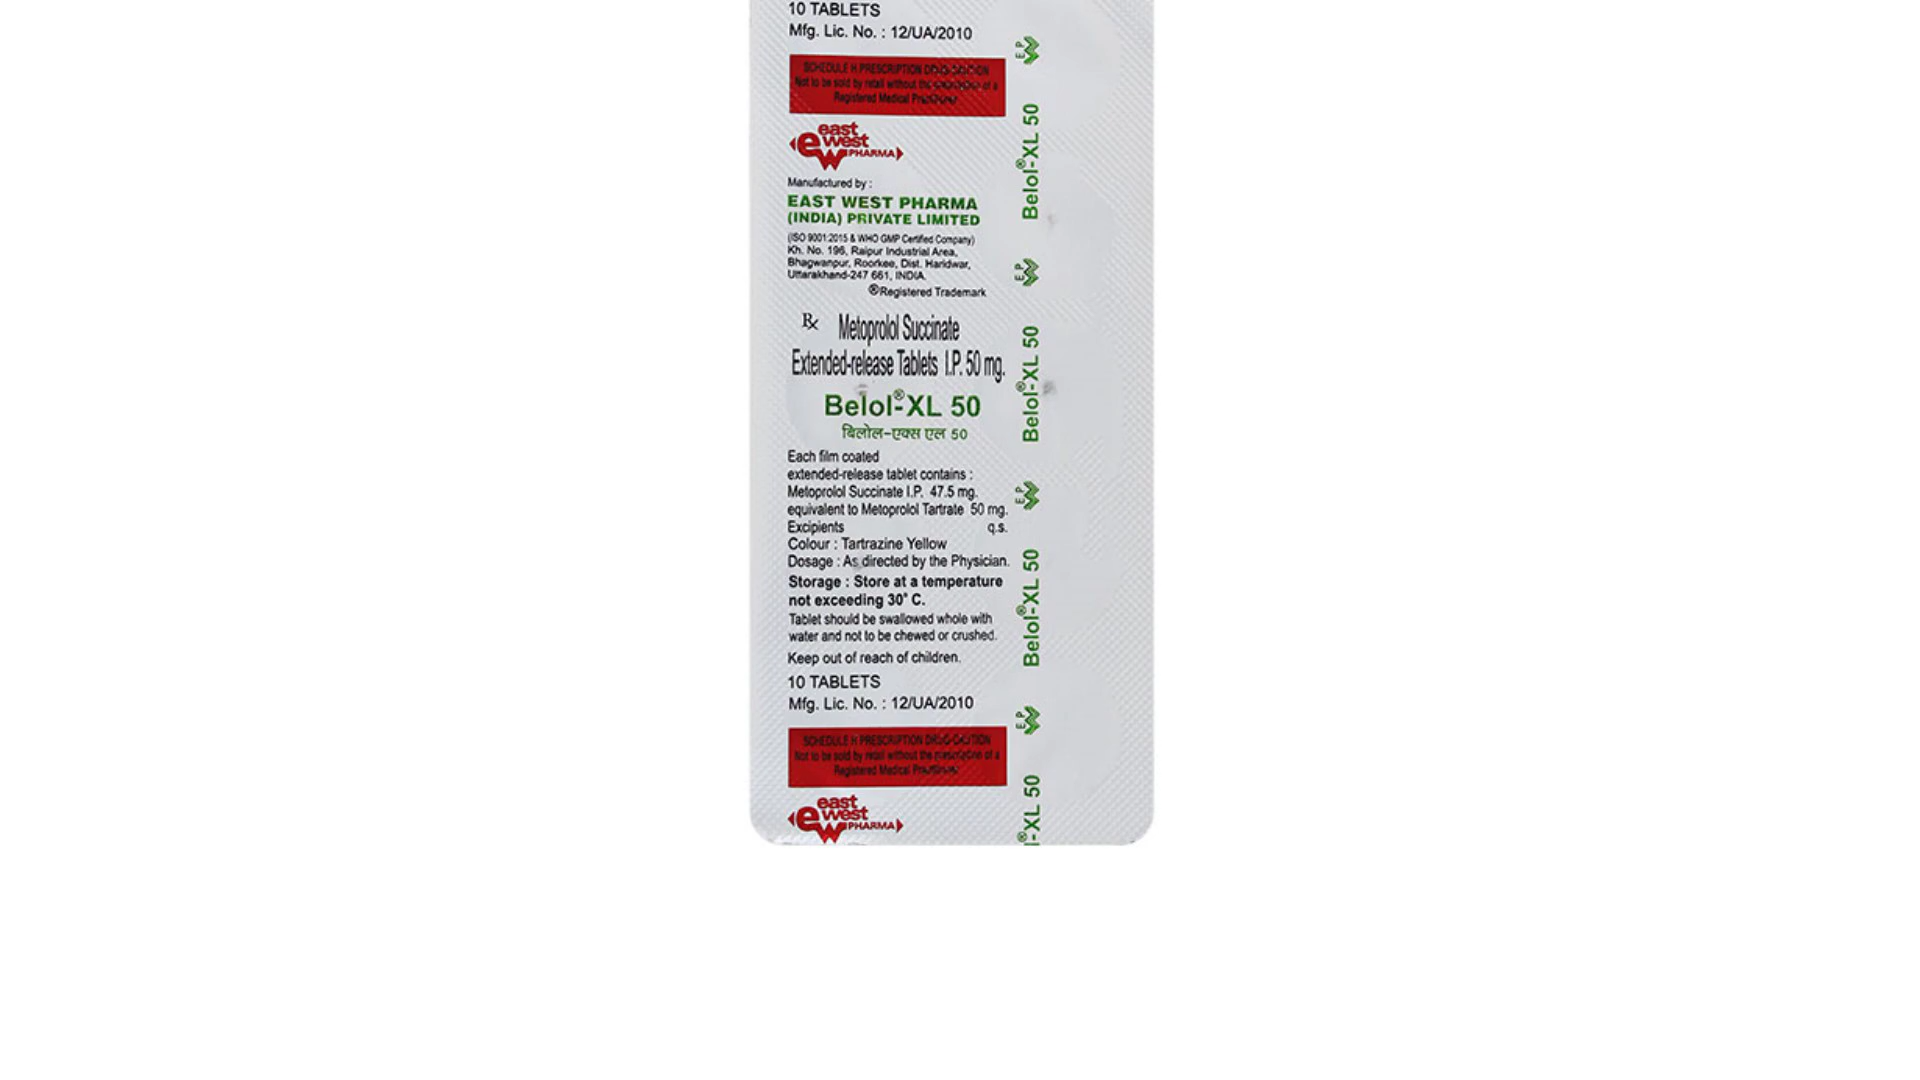 10 TABLETS
Mfg. Lic. No. : 12/UA/2010
SCHEDULE H PRESCRIPTION DRUG-CAUTION
Not to be sold by retail without the prescription of a
Registered Medical Practitioner
east
west
PHARMA
Manufactured by :
EAST WEST PHARMA
(INDIA) PRIVATE LIMITED
(ISO 9001:2015 & WHO GMP Certified Company)
Kh. No. 196, Raipur Industrial Area,
Bhagwanpur, Roorkee, Dist. Haridwar,
Uttarakhand-247 661, INDIA.
®Registered Trademark
Rx Metoprolol Succinate
Extended-release Tablets I.P. 50 mg.
Belol®-XL 50
बिलोल-एक्स एल 50
Each film coated
extended-release tablet contains :
Metoprolol Succinate I.P. 47.5 mg.
equivalent to Metoprolol Tartrate 50 mg.
Excipients q.s.
Colour : Tartrazine Yellow
Dosage : As directed by the Physician.
Storage : Store at a temperature
not exceeding 30° C.
Tablet should be swallowed whole with
water and not to be chewed or crushed.
Keep out of reach of children.
10 TABLETS
Mfg. Lic. No. : 12/UA/2010
SCHEDULE H PRESCRIPTION DRUG-CAUTION
Not to be sold by retail without the prescription of a
Registered Medical Practitioner
east
west
PHARMA
EPW
Belol®-XL 50
EPW
Belol®-XL 50
EPW
Belol®-XL 50
EPW
l®-XL 50